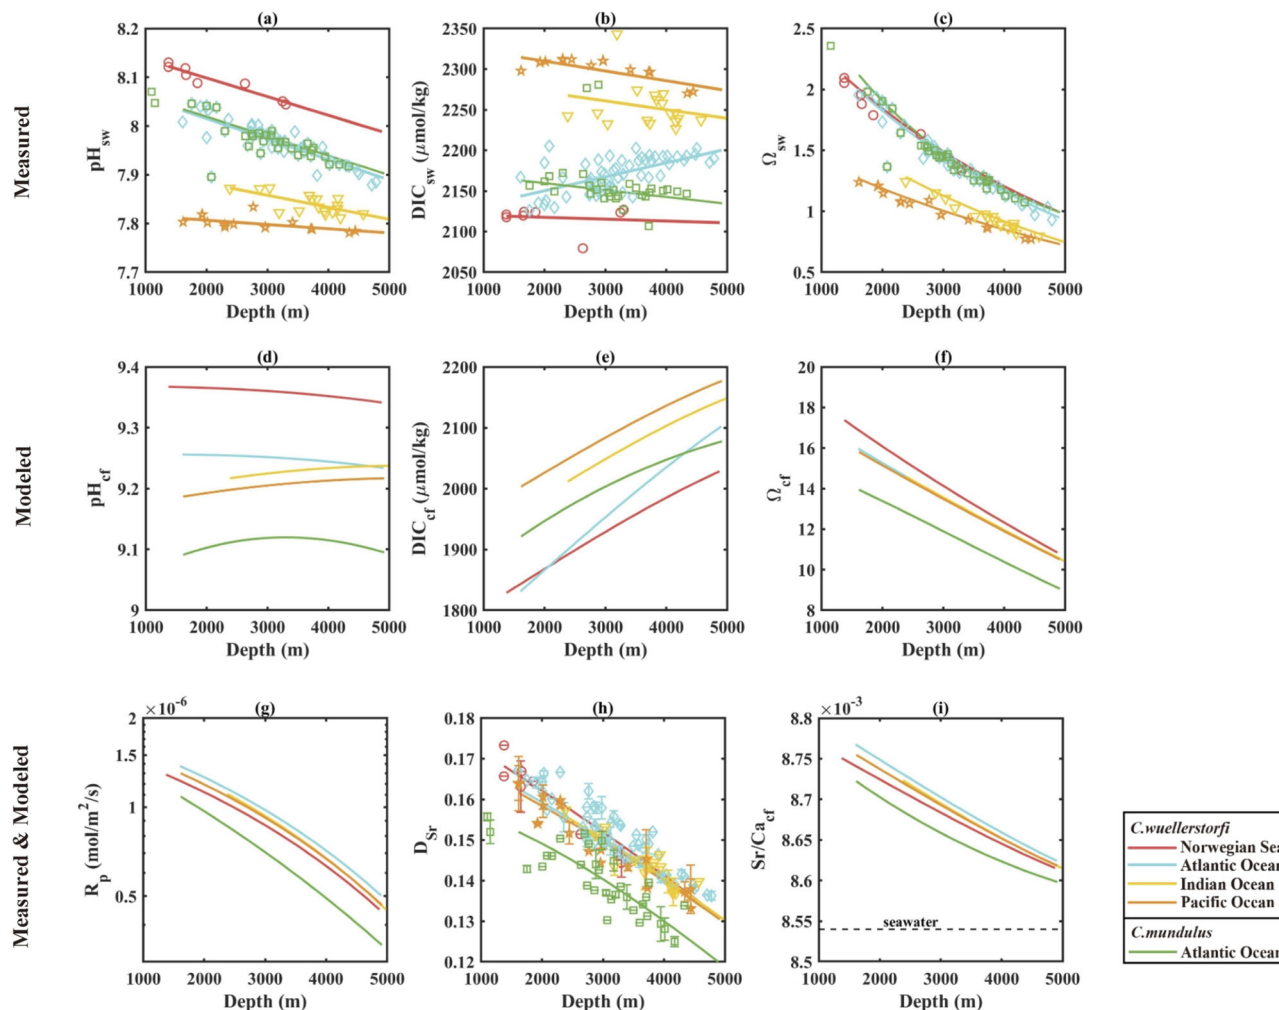 Measured
(a)
pH_sw
8.2
8.1
8
7.9
7.8
7.7
1000 2000 3000 4000 5000
Depth (m)
(b)
DIC_sw (μmol/kg)
2350
2300
2250
2200
2150
2100
2050
1000 2000 3000 4000 5000
Depth (m)
(c)
Ω_sw
2.5
2
1.5
1
0.5
1000 2000 3000 4000 5000
Depth (m)
Modeled
(d)
pH_cf
9.4
9.3
9.2
9.1
9
1000 2000 3000 4000 5000
Depth (m)
(e)
DIC_cf (μmol/kg)
2200
2100
2000
1900
1800
1000 2000 3000 4000 5000
Depth (m)
(f)
Ω_cf
20
18
16
14
12
10
8
1000 2000 3000 4000 5000
Depth (m)
Measured & Modeled
(g)
×10⁻⁶
R_p (mol/m²/s)
2
1.5
1
0.5
1000 2000 3000 4000 5000
Depth (m)
(h)
D_Sr
0.18
0.17
0.16
0.15
0.14
0.13
0.12
1000 2000 3000 4000 5000
Depth (m)
(i)
×10⁻³
Sr/Ca_cf
8.8
8.75
8.7
8.65
8.6
8.55
8.5
seawater
1000 2000 3000 4000 5000
Depth (m)
C.wuellerstorfi
Norwegian Sea
Atlantic Ocean
Indian Ocean
Pacific Ocean
C.mundulus
Atlantic Ocean